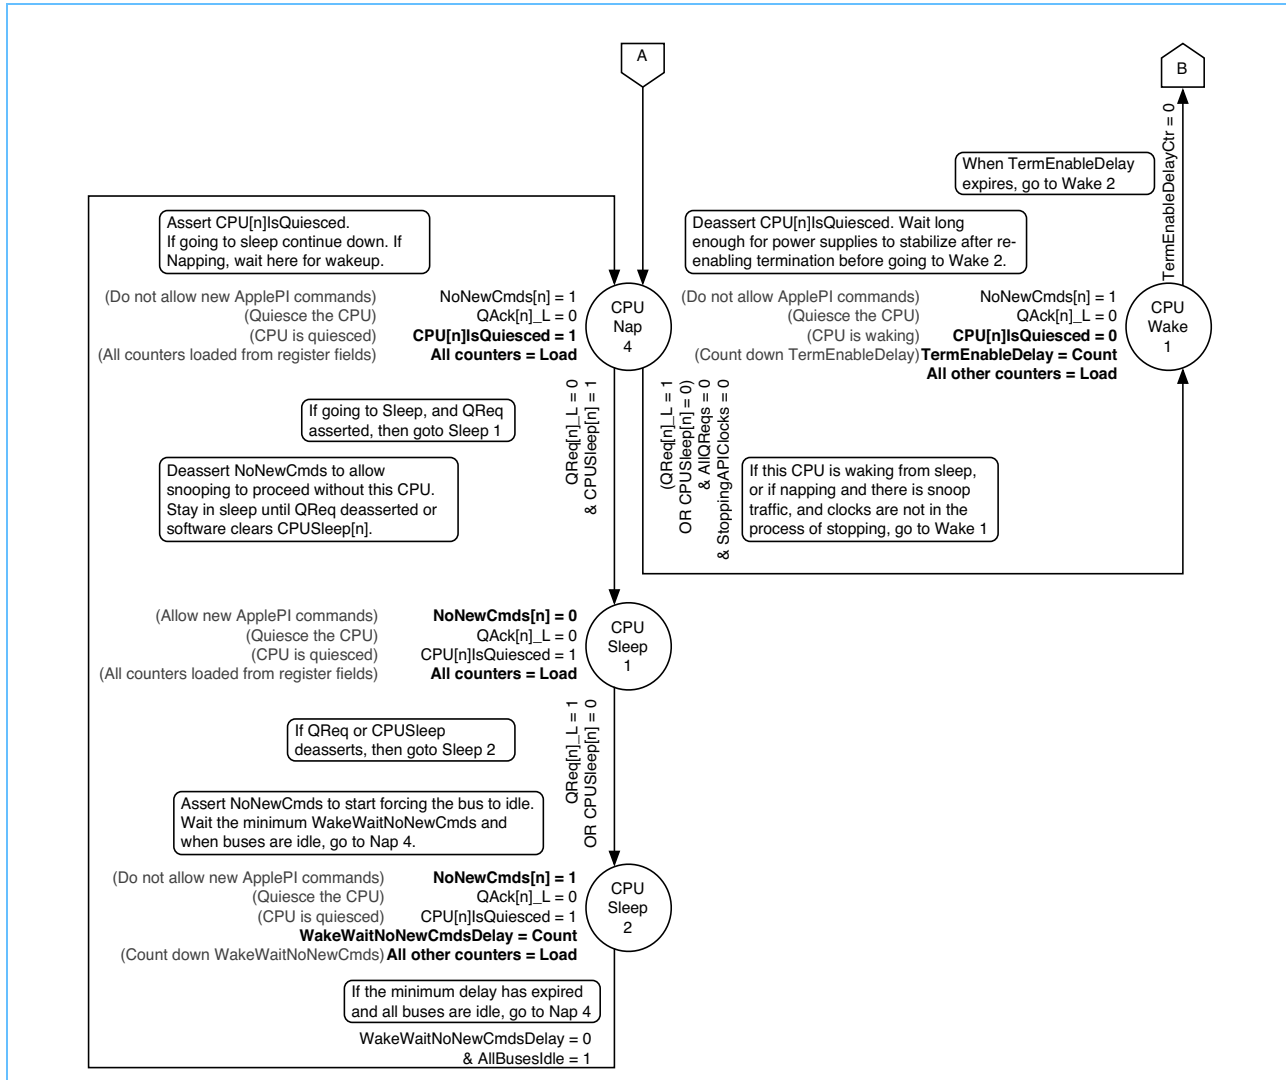 A
B
TermEnableDelayCtr = 0
When TermEnableDelay
expires, go to Wake 2
Assert CPU[n]IsQuiesced.
If going to sleep continue down. If
Napping, wait here for wakeup.
Deassert CPU[n]IsQuiesced. Wait long
enough for power supplies to stabilize after re-
enabling termination before going to Wake 2.
(Do not allow new ApplePI commands)
NoNewCmds[n] = 1
(Quiesce the CPU)
QAck[n]_L = 0
(CPU is quiesced)
CPU[n]IsQuiesced = 1
(All counters loaded from register fields)
All counters = Load
CPU
Nap
4
(Do not allow ApplePI commands)
NoNewCmds[n] = 1
(Quiesce the CPU)
QAck[n]_L = 0
(CPU is waking)
CPU[n]IsQuiesced = 0
(Count down TermEnableDelay)
TermEnableDelay = Count
All other counters = Load
CPU
Wake
1
If going to Sleep, and QReq
asserted, then goto Sleep 1
QReq[n]_L = 0
& CPUSleep[n] = 1
(QReq[n]_L = 1
OR CPUSleep[n] = 0)
& AllQReqs = 0
& StoppingAPIClocks = 0
Deassert NoNewCmds to allow
snooping to proceed without this CPU.
Stay in sleep until QReq deasserted or
software clears CPUSleep[n].
If this CPU is waking from sleep,
or if napping and there is snoop
traffic, and clocks are not in the
process of stopping, go to Wake 1
(Allow new ApplePI commands)
NoNewCmds[n] = 0
(Quiesce the CPU)
QAck[n]_L = 0
(CPU is quiesced)
CPU[n]IsQuiesced = 1
(All counters loaded from register fields)
All counters = Load
CPU
Sleep
1
If QReq or CPUSleep
deasserts, then goto Sleep 2
QReq[n]_L = 1
OR CPUSleep[n] = 0
Assert NoNewCmds to start forcing the bus to idle.
Wait the minimum WakeWaitNoNewCmds and
when buses are idle, go to Nap 4.
(Do not allow new ApplePI commands)
NoNewCmds[n] = 1
(Quiesce the CPU)
QAck[n]_L = 0
(CPU is quiesced)
CPU[n]IsQuiesced = 1
WakeWaitNoNewCmdsDelay = Count
(Count down WakeWaitNoNewCmds)
All other counters = Load
CPU
Sleep
2
If the minimum delay has expired
and all buses are idle, go to Nap 4
WakeWaitNoNewCmdsDelay = 0
& AllBusesIdle = 1